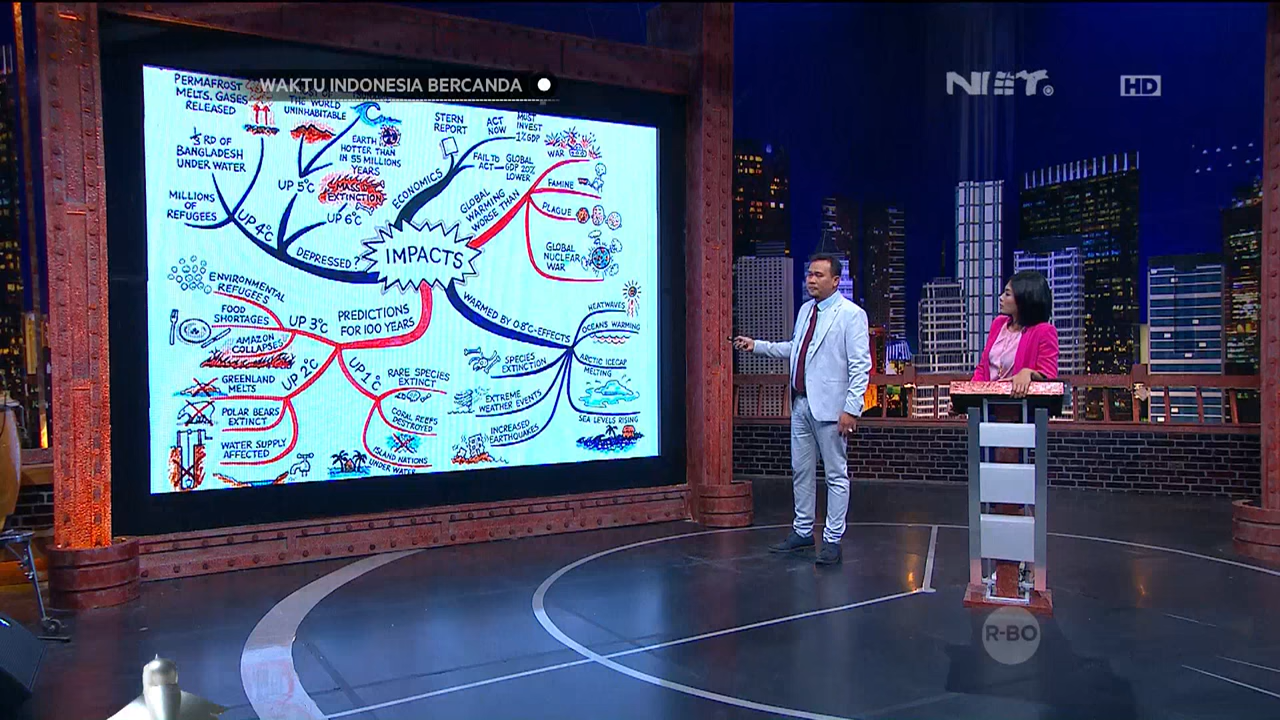 WAKTU INDONESIA BERCANDA
NET.
HD
PERMAFROST
MELTS, GASES
RELEASED
THE WORLD
UNINHABITABLE
EARTH
HOTTER THAN
IN 55 MILLIONS
YEARS
⅓RD OF
BANGLADESH
UNDER WATER
MILLIONS
OF
REFUGEES
UP 4°C
UP 5°C
MASS
EXTINCTION
UP 6°C
DEPRESSED?
STERN
REPORT
ACT
NOW
MUST
INVEST
1% GDP
FAIL TO
ACT
GLOBAL
GDP 20%
LOWER
ECONOMICS
GLOBAL
WARMING
WORSE THAN
WAR
FAMINE
PLAGUE
GLOBAL
NUCLEAR
WAR
IMPACTS
ENVIRONMENTAL
REFUGEES
FOOD
SHORTAGES
AMAZON
COLLAPSES
UP 3°C
PREDICTIONS
FOR 100 YEARS
GREENLAND
MELTS
POLAR BEARS
EXTINCT
WATER SUPPLY
AFFECTED
UP 2°C
UP 1°C
RARE SPECIES
EXTINCT
CORAL REEFS
DESTROYED
ISLAND NATIONS
UNDER WATER
WARMED BY 0.8°C-EFFECTS
HEATWAVES
OCEANS WARMING
ARCTIC ICECAP
MELTING
SEA LEVELS RISING
SPECIES
EXTINCTION
EXTREME
WEATHER EVENTS
INCREASED
EARTHQUAKES
R-BO